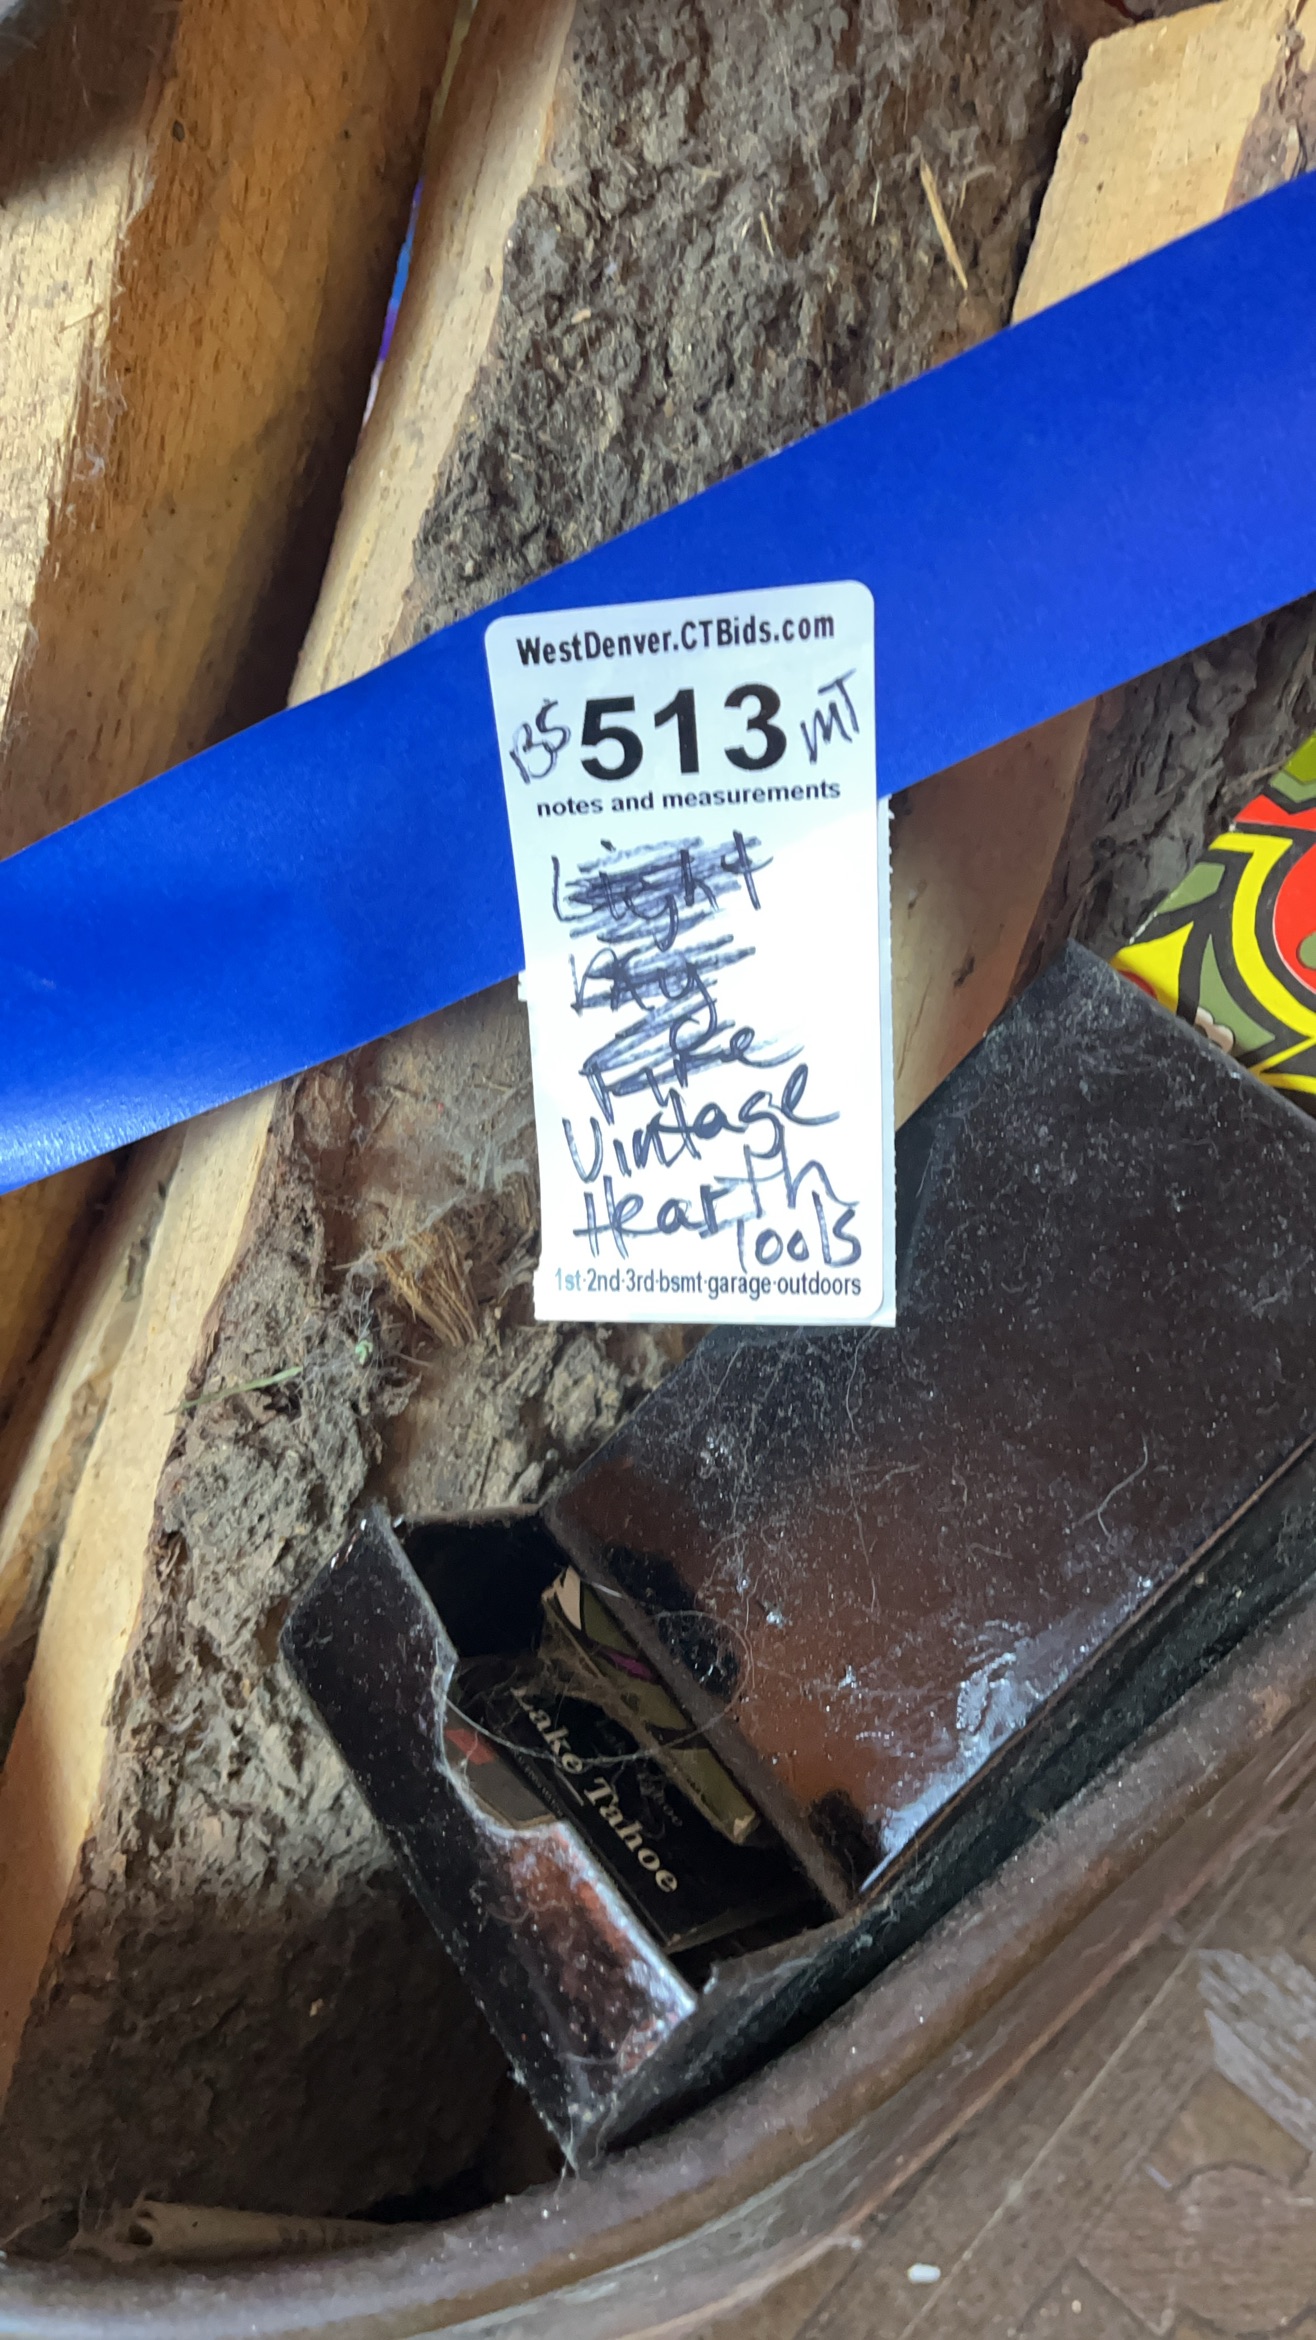 WestDenver.CTBids.com
BS 513 MT
notes and measurements
Light
Vintage
Hearth
Tools
1st·2nd·3rd·bsmt·garage·outdoors
Lake Tahoe